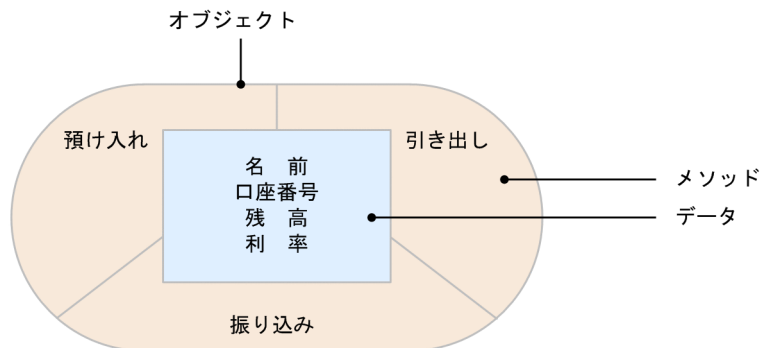 オブジェクト
預け入れ
引き出し
名　前
口座番号
残　高
利　率
メソッド
データ
振り込み